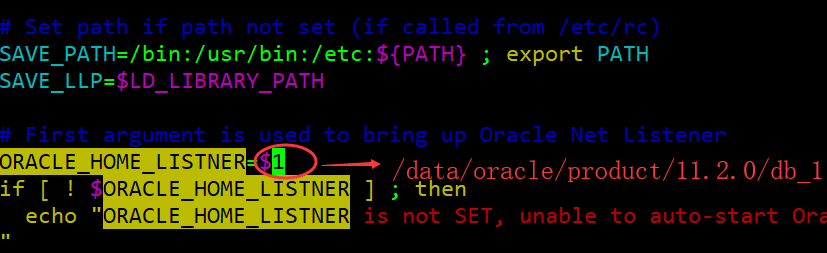 # Set path if path not set (if called from /etc/rc)
SAVE_PATH=/bin:/usr/bin:/etc:${PATH} ; export PATH
SAVE_LLP=$LD_LIBRARY_PATH
# First argument is used to bring up Oracle Net Listener
ORACLE_HOME_LISTNER=$1 /data/oracle/product/11.2.0/db_1
if [ ! $ORACLE_HOME_LISTNER ] ; then
echo "ORACLE_HOME_LISTNER is not SET, unable to auto-start Ora
"